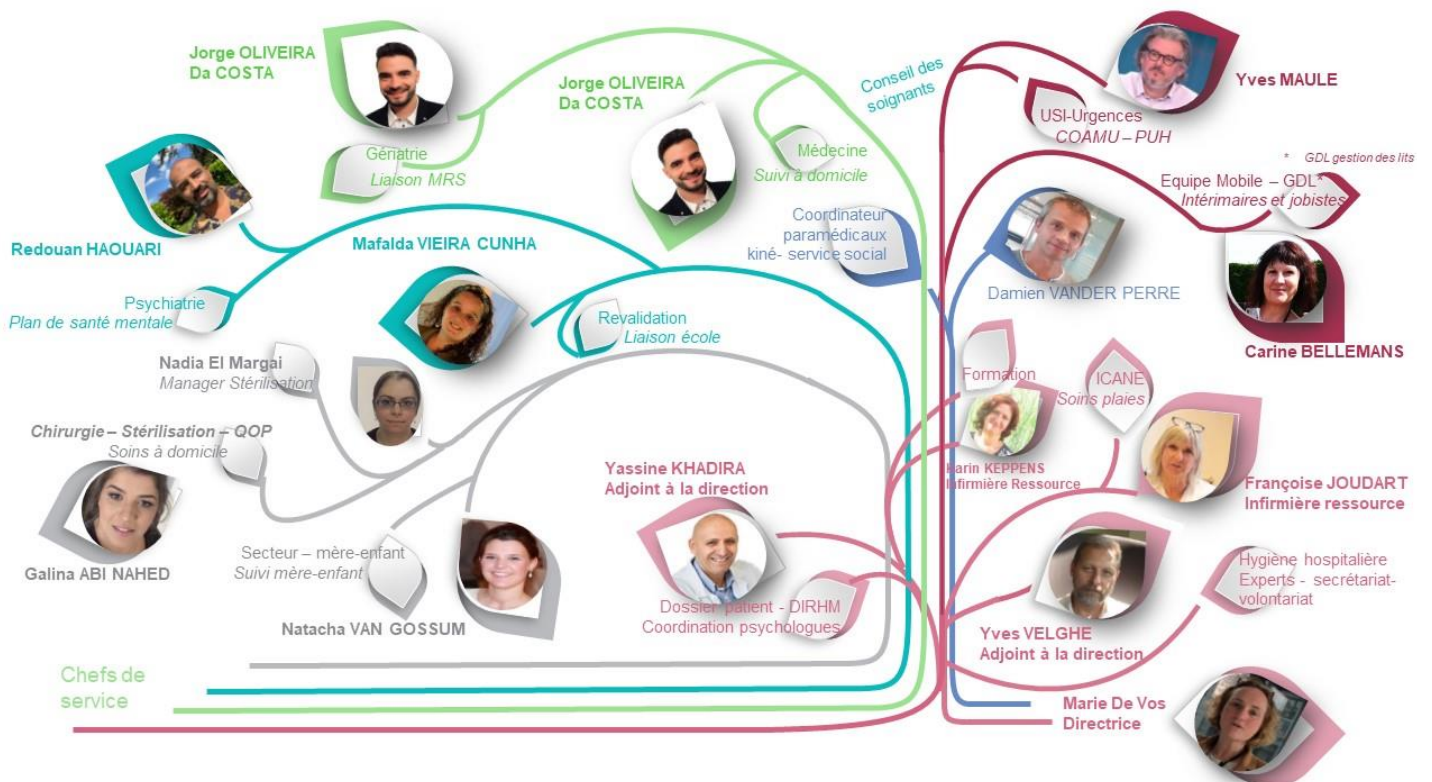 Jorge OLIVEIRA
Da COSTA
Jorge OLIVEIRA
Da COSTA
Conseil des
soignants
Yves MAULE
USI-Urgences
COAMU – PUH
Gériatrie
Liaison MRS
Médecine
Suivi à domicile
* GDL gestion des lits
Equipe Mobile – GDL*
Intérimaires et jobistes
Redouan HAOUARI
Mafalda VIEIRA CUNHA
Coordinateur
paramédicaux
kiné- service social
Damien VANDER PERRE
Psychiatrie
Plan de santé mentale
Revalidation
Liaison école
Carine BELLEMANS
Nadia El Margai
Manager Stérilisation
Formation
ICANE
Soins plaies
Chirurgie – Stérilisation – QOP
Soins à domicile
Yassine KHADIRA
Adjoint à la direction
Karin KEPPENS
Infirmière Ressource
Françoise JOUDART
Infirmière ressource
Galina ABI NAHED
Secteur – mère-enfant
Suivi mère-enfant
Natacha VAN GOSSUM
Dossier patient - DIRHM
Coordination psychologues
Hygiène hospitalière
Experts - secrétariat-
volontariat
Yves VELGHE
Adjoint à la direction
Chefs de
service
Marie De Vos
Directrice